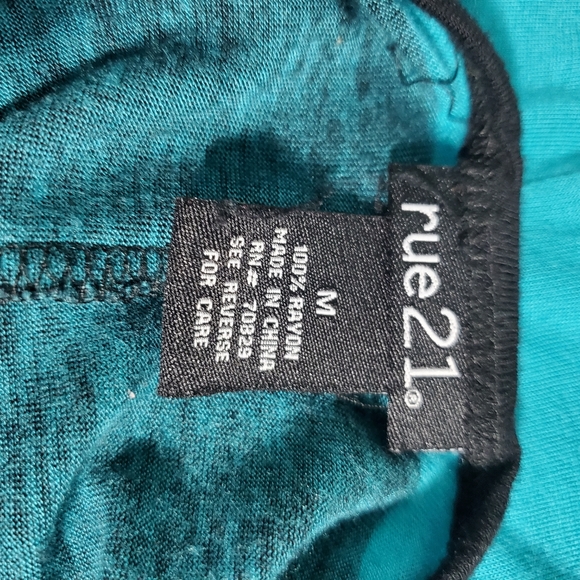 rue21®
M
100% RAYON
MADE IN CHINA
RN# 70829
SEE REVERSE
FOR CARE